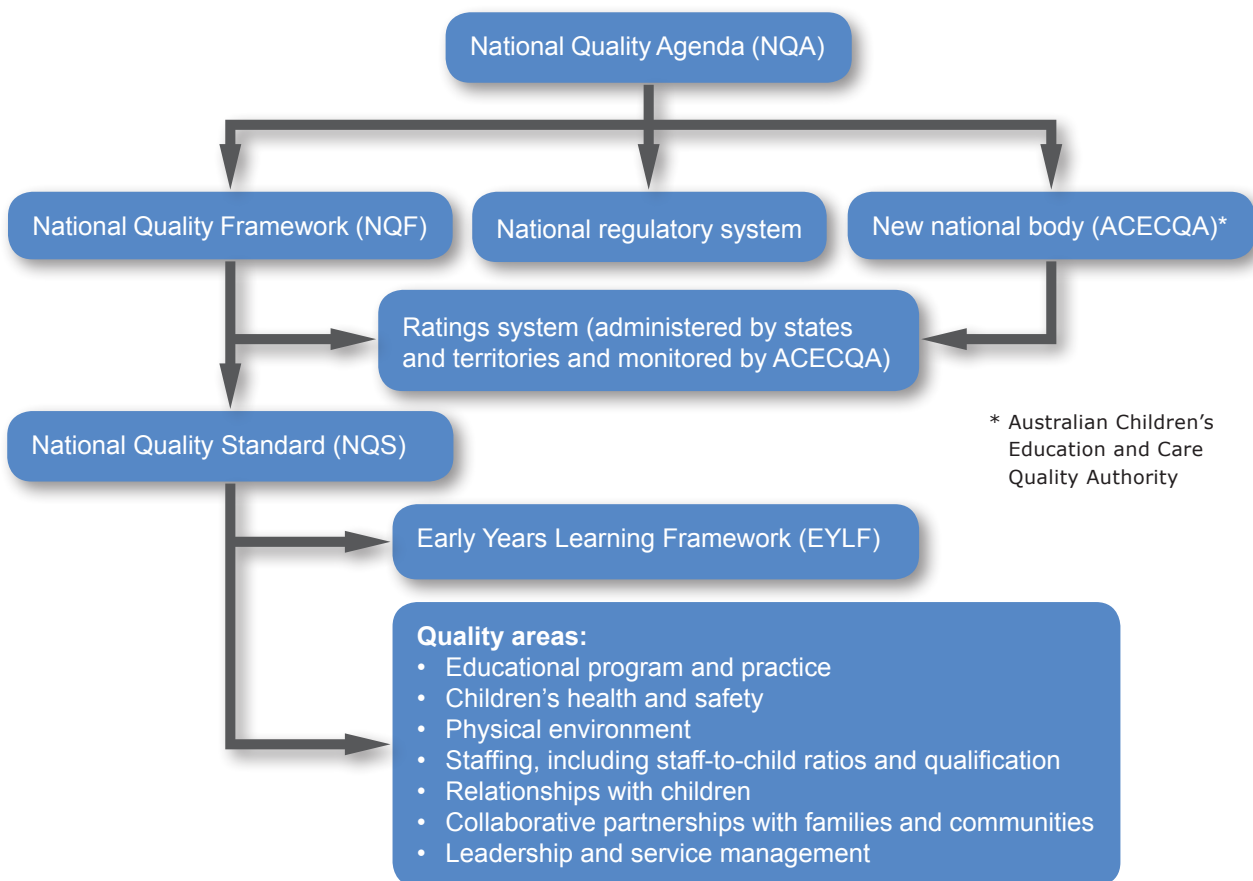 National Quality Agenda (NQA)
National Quality Framework (NQF)
National regulatory system
New national body (ACECQA)*
Ratings system (administered by states
and territories and monitored by ACECQA)
National Quality Standard (NQS)
* Australian Children’s
Education and Care
Quality Authority
Early Years Learning Framework (EYLF)
Quality areas:
• Educational program and practice
• Children’s health and safety
• Physical environment
• Staffing, including staff-to-child ratios and qualification
• Relationships with children
• Collaborative partnerships with families and communities
• Leadership and service management